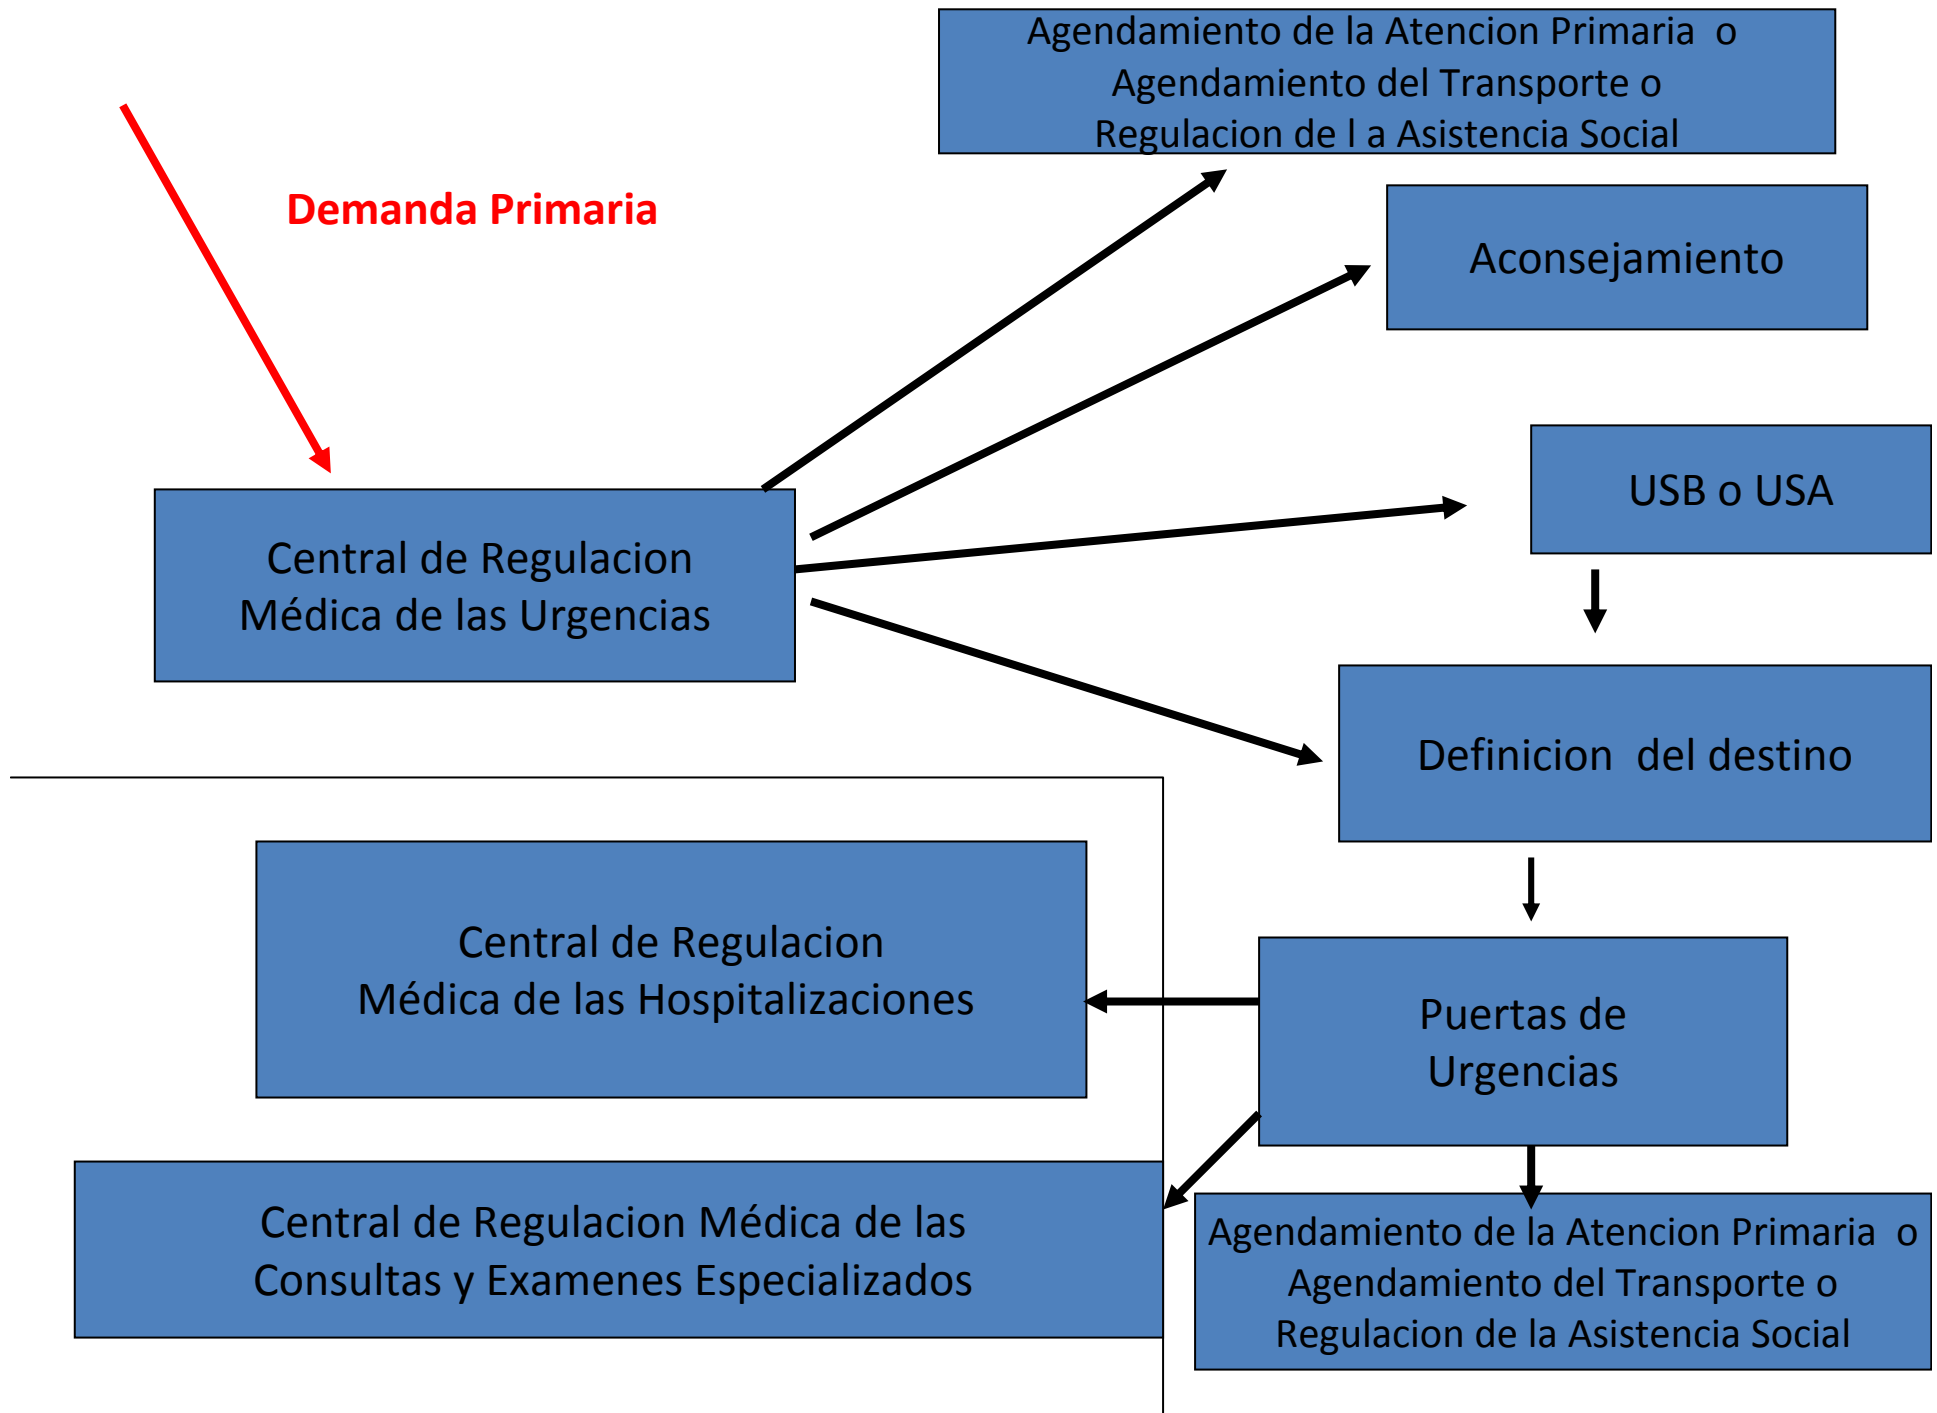 Agendamiento de la Atencion Primaria o
Agendamiento del Transporte o
Regulacion de l a Asistencia Social
Demanda Primaria
Aconsejamiento
USB o USA
Central de Regulacion
Médica de las Urgencias
Definicion del destino
Central de Regulacion
Médica de las Hospitalizaciones
Puertas de
Urgencias
Central de Regulacion Médica de las
Consultas y Examenes Especializados
Agendamiento de la Atencion Primaria o
Agendamiento del Transporte o
Regulacion de la Asistencia Social